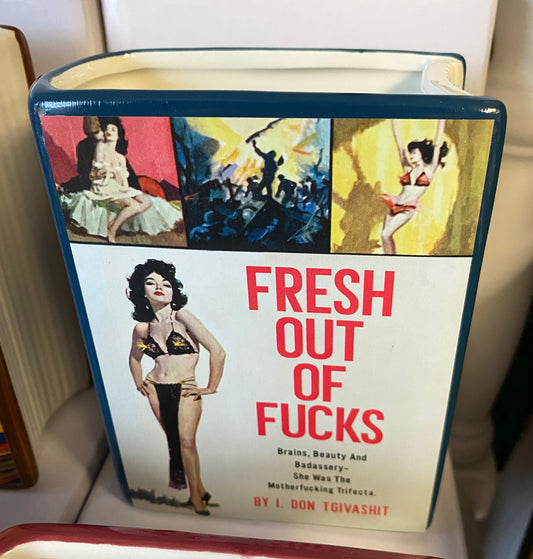 FRESH
OUT
OF
FUCKS
Brains, Beauty And
Badassery–
She Was The
Motherfucking Trifecta.
BY I. DON TGIVASHIT